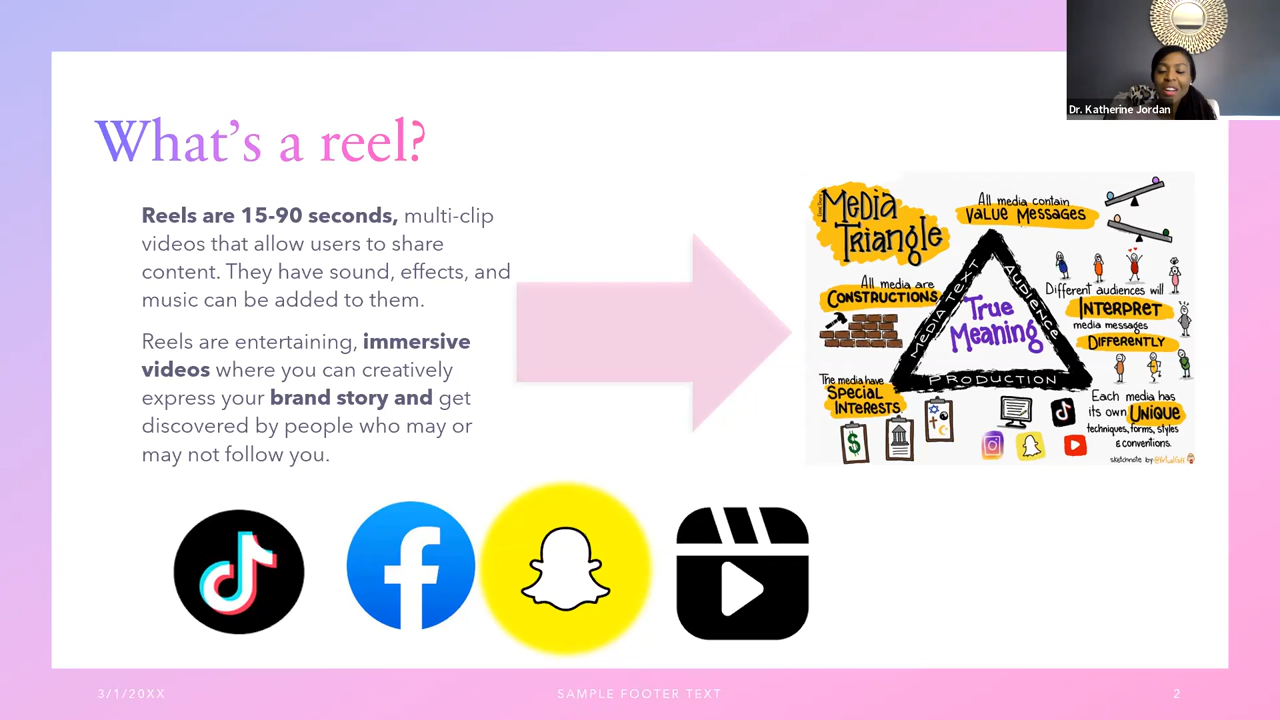 Dr. Katherine Jordan
What's a reel?
Reels are 15-90 seconds, multi-clip
videos that allow users to share
content. They have sound, effects, and
music can be added to them.
Reels are entertaining, immersive
videos where you can creatively
express your brand story and get
discovered by people who may or
may not follow you.
Media
Triangle
All media contain
Value Messages
All media are
Constructions
Different audiences will
Interpret
media messages
Differently
MEDIA TEXT
AUDIENCE
True
Meaning
PRODUCTION
The media have
Special
Interests
$
Each media has
its own Unique
techniques, forms, styles
& conventions.
sketchnote by
3/1/20XX
SAMPLE FOOTER TEXT
2